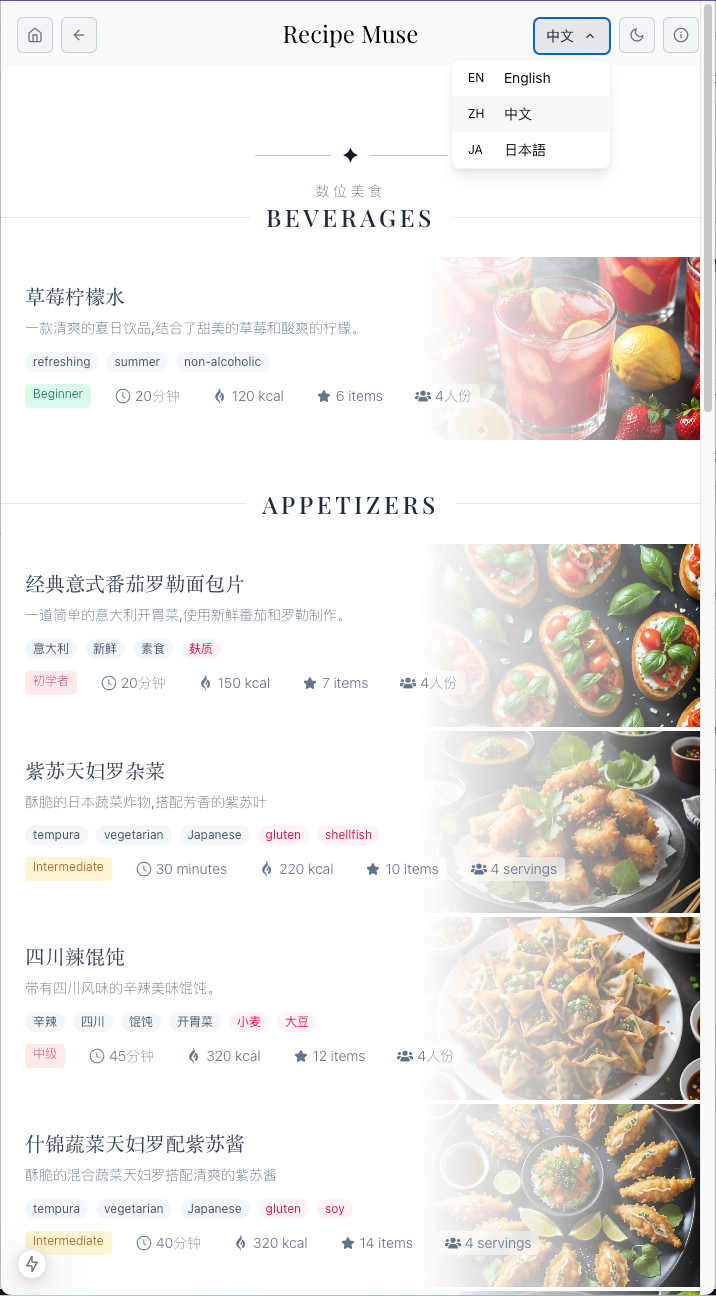 Recipe Muse
中文
EN English
ZH 中文
JA 日本語
数位美食
BEVERAGES
草莓柠檬水
一款清爽的夏日饮品,结合了甜美的草莓和酸爽的柠檬。
refreshing summer non-alcoholic
Beginner 20分钟 120 kcal 6 items 4人份
APPETIZERS
经典意式番茄罗勒面包片
一道简单的意大利开胃菜,使用新鲜番茄和罗勒制作。
意大利 新鲜 素食 麸质
初学者 20分钟 150 kcal 7 items 4人份
紫苏天妇罗杂菜
酥脆的日本蔬菜炸物,搭配芳香的紫苏叶
tempura vegetarian Japanese gluten shellfish
Intermediate 30 minutes 220 kcal 10 items 4 servings
四川辣馄饨
带有四川风味的辛辣美味馄饨。
辛辣 四川 馄饨 开胃菜 小麦 大豆
中级 45分钟 320 kcal 12 items 4人份
什锦蔬菜天妇罗配紫苏酱
酥脆的混合蔬菜天妇罗搭配清爽的紫苏酱
tempura vegetarian Japanese gluten soy
Intermediate 40分钟 320 kcal 14 items 4 servings